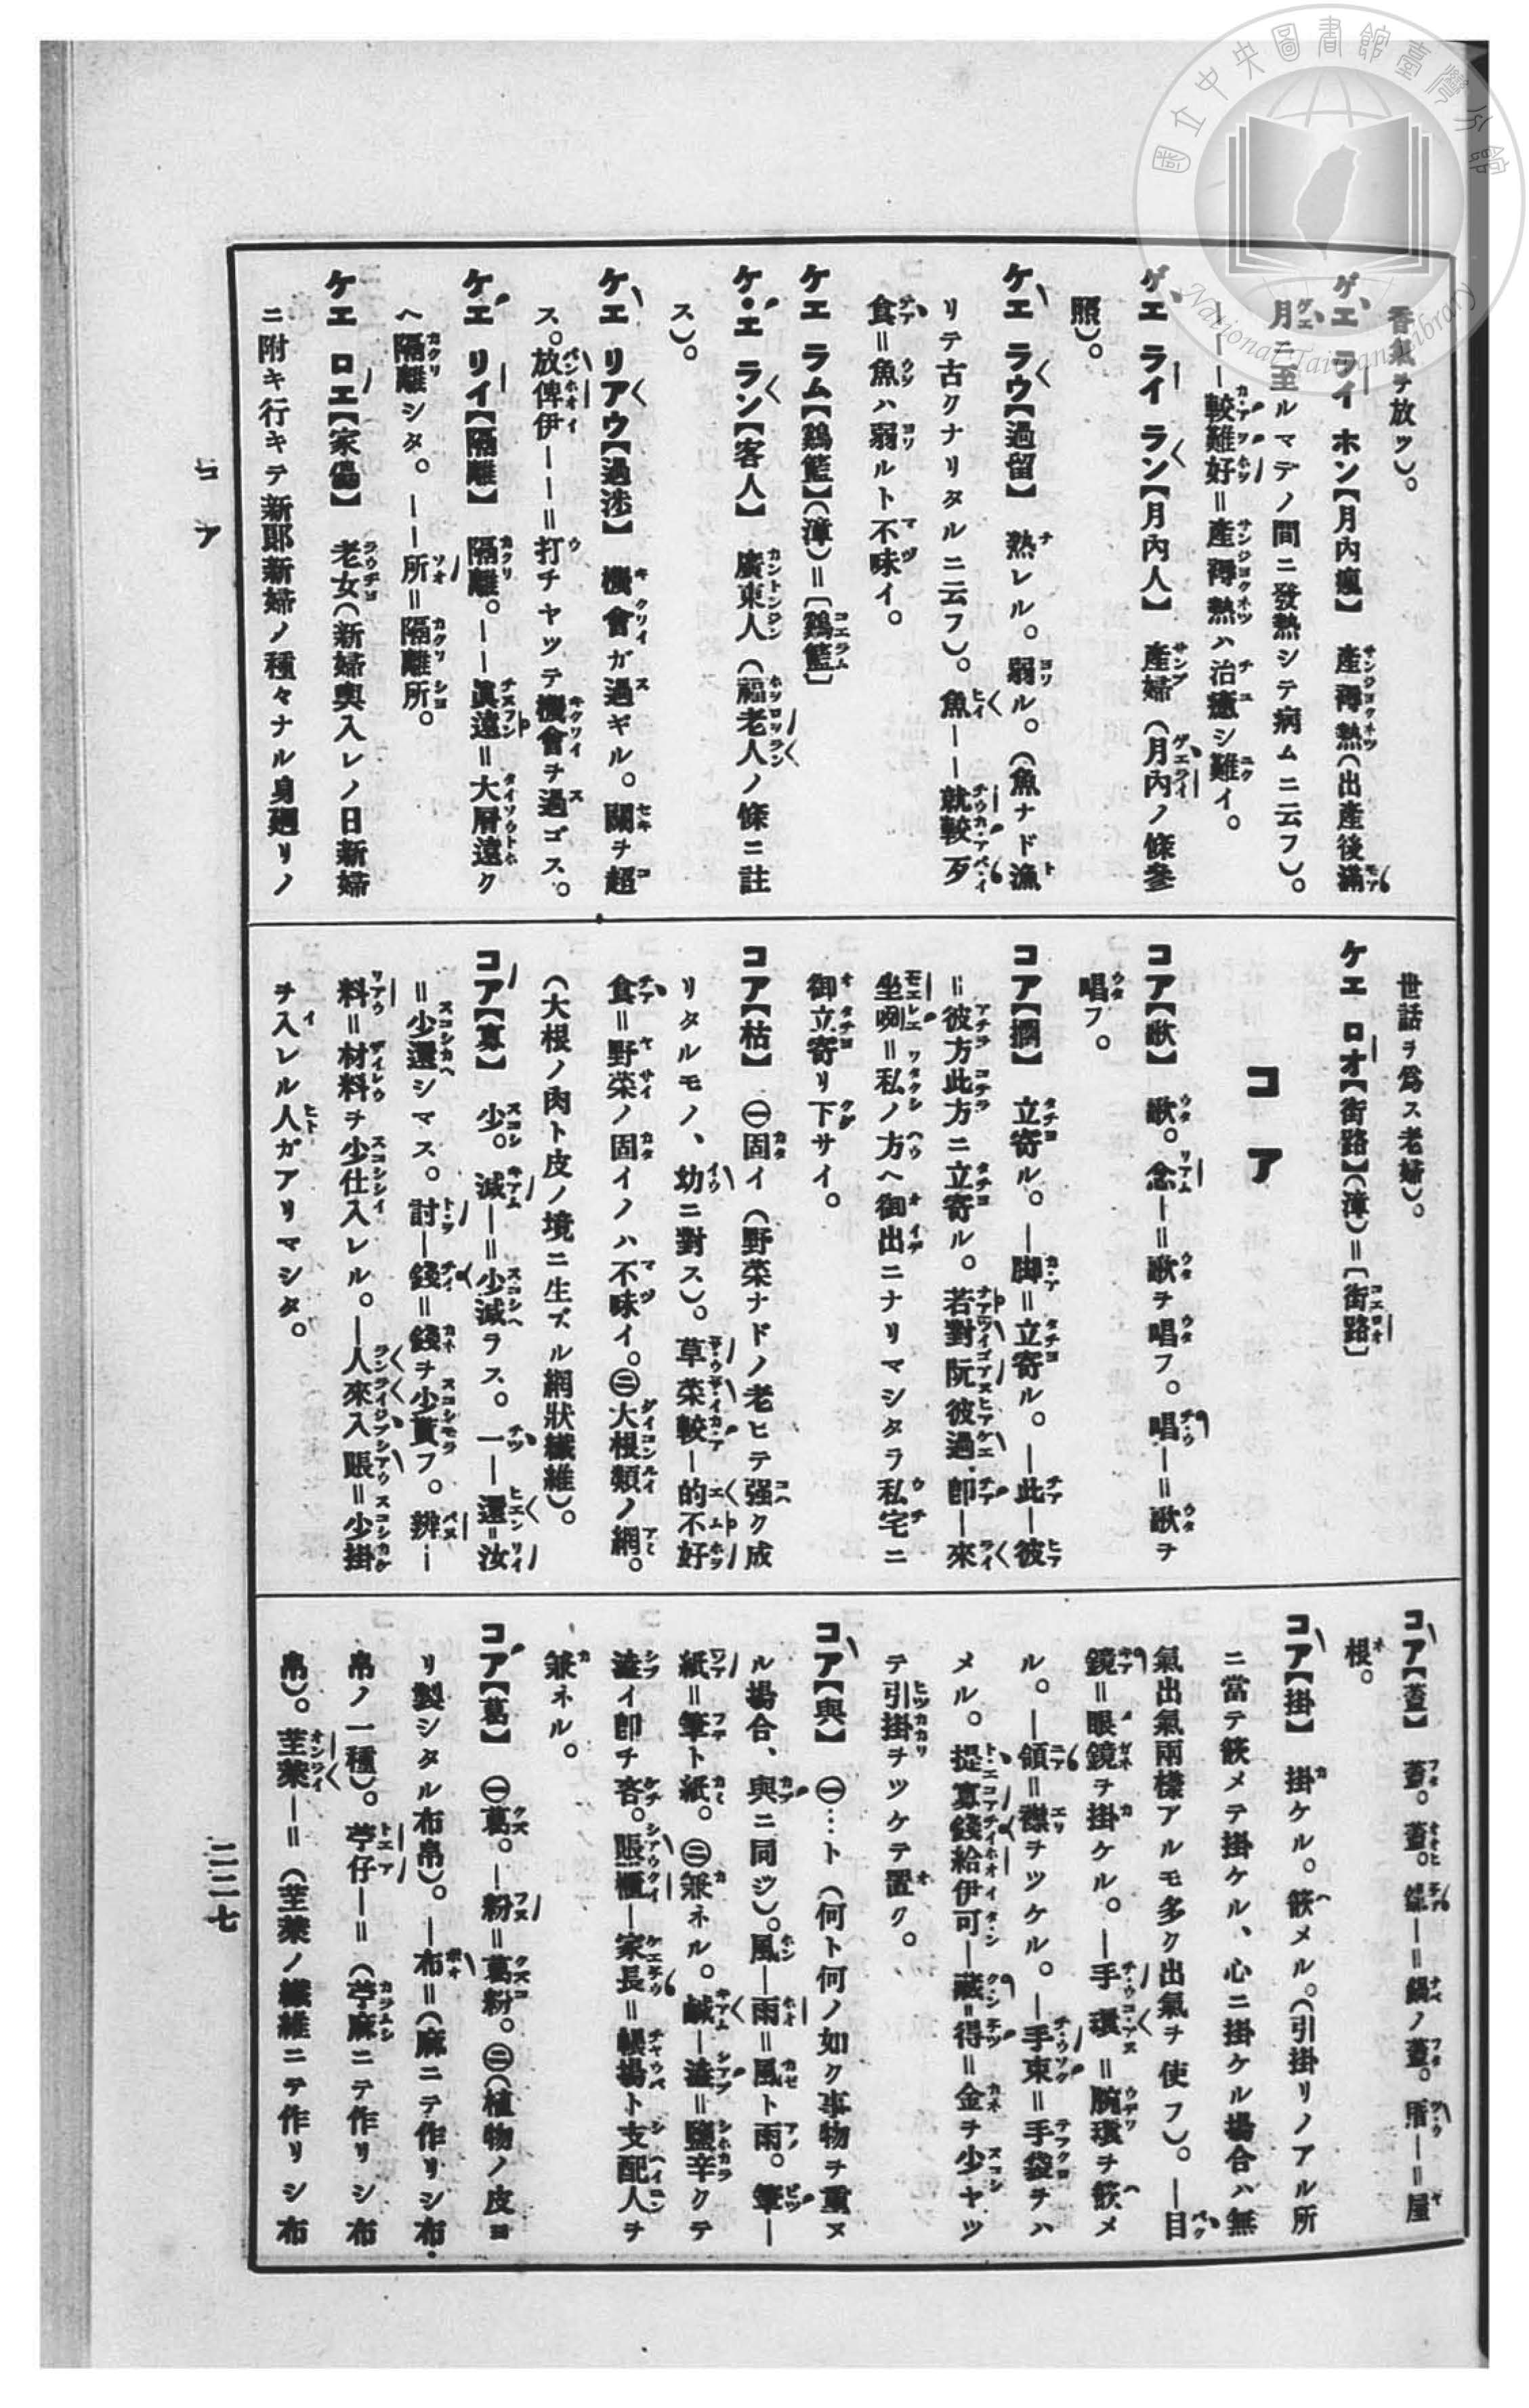 香氣ヲ放ツ)。
ゲエ ライ ホン【月內瘋】 產褥熱(出產後滿
月ニ至ルマデノ間ニ發熱シテ病ムニ云フ)。
——較難好=產褥熱ハ治癒シ難イ。
ゲエ ライ ラン【月內人】 產婦(月內ノ條參
照)。
ケエ ラウ【過留】 熟レル。弱ル。(魚ナド漁
リテ古クナリタルニ云フ)。魚——就較歹
食=魚ハ弱ルト不味イ。
ケエ ラム【鷄籃】(漳)=〔鷄籃〕
ケ・エ ラン【客人】 廣東人(福老人ノ條ニ註
ス)。
ケエ リアウ【過涉】 機會ガ過ギル。關ヲ超
ス。放俾伊——=打チヤツテ機會ヲ過ゴス。
ケエ リイ【隔離】 隔離。——眞遠=大層遠ク
ヘ隔離シタ。——所=隔離所。
ケエ ロエ【家儡】 老女(新婦輿入レノ日新婦
ニ附キ行キテ新郎新婦ノ種々ナル身廻リノ
世話ヲ爲ス老婦)。
ケエ ロオ【街路】(漳)=〔街路〕
コア
コア【歌】 歌。念—=歌ヲ唱フ。唱—=歌ヲ
唱フ。
コア【擱】 立寄ル。—脚=立寄ル。—此—彼
=彼方此方ニ立寄ル。若對阮彼過、卽—來
坐咧=私ノ方ヘ御出ニナリマシタラ私宅ニ
御立寄リ下サイ。
コア【枯】 ㊀固イ(野菜ナドノ老ヒテ强ク成
リタルモノ、幼ニ對ス)。草菜較—的不好
食=野菜ノ固イノハ不味イ。㊁大根類ノ網。
(大根ノ肉ト皮ノ境ニ生ズル網狀纖維)。
コア【寡】 少。減—=少減ラス。一—還汝
=少還シマス。討—錢=錢ヲ少貰フ。辨—
料=材料ヲ少仕入レル。—人來入賬=少掛
ヲ入レル人ガアリマシタ。
コア【蓋】 蓋。蓋。—=鍋ノ蓋。厝—=屋
根。
コア【掛】 掛ケル。篏メル。(引掛リノアル所
ニ當テ篏メテ掛ケル、心ニ掛ケル場合ハ無
氣出氣兩樣アルモ多ク出氣ヲ使フ)。—目
鏡=眼鏡ヲ掛ケル。—手環=腕環ヲ篏メ
ル。—領=襟ヲツケル。—手束=手袋ヲハ
メル。提寡錢給伊可—藏=得=金ヲ少ヤツ
テ引掛ヲツケテ置ク。
コア【與】 ㊀…ト(何ト何ノ如ク事物ヲ重ヌ
ル場合、與ニ同ジ)。風—雨=風ト雨。筆—
紙=筆ト紙。㊁兼ネル。鹹—澁=鹽辛クテ
澁イ卽チ吝。賬櫃—家長=帳場ト支配人ヲ
兼ネル。
コア【葛】 ㊀葛。—粉=葛粉。㊁(植物ノ皮ヨ
リ製シタル布帛)。—布=(麻ニテ作リシ布・
帛ノ一種)。苧仔—=(苧麻ニテ作リシ布
帛)。莖萊—=(莖萊ノ纖維ニテ作リシ布
コア
二二七
國立中央圖書館臺灣分館
National Taiwan Library